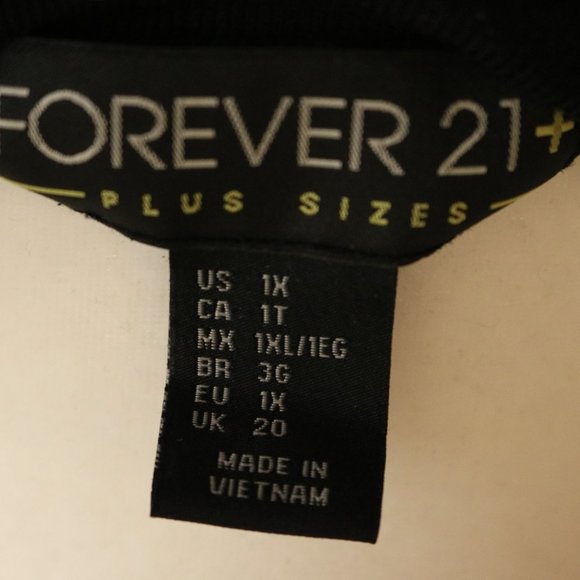 FOREVER 21+
PLUS SIZES
US 1X
CA 1T
MX 1XL/1EG
BR 3G
EU 1X
UK 20
MADE IN
VIETNAM